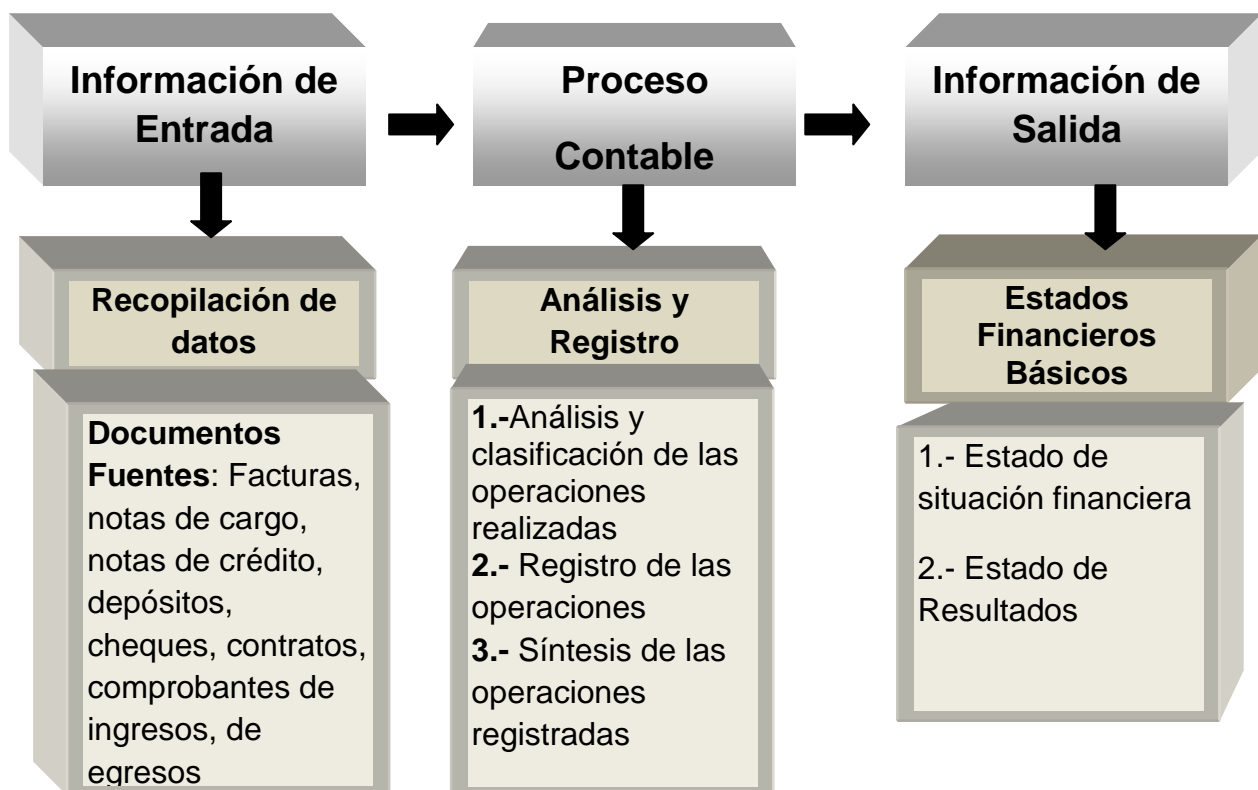 Información de
Entrada
Proceso
Contable
Información de
Salida
Recopilación de
datos
Análisis y
Registro
Estados
Financieros
Básicos
Documentos
Fuentes: Facturas,
notas de cargo,
notas de crédito,
depósitos,
cheques, contratos,
comprobantes de
ingresos, de
egresos
1.-Análisis y
clasificación de las
operaciones
realizadas
2.- Registro de las
operaciones
3.- Síntesis de las
operaciones
registradas
1.- Estado de
situación financiera
2.- Estado de
Resultados